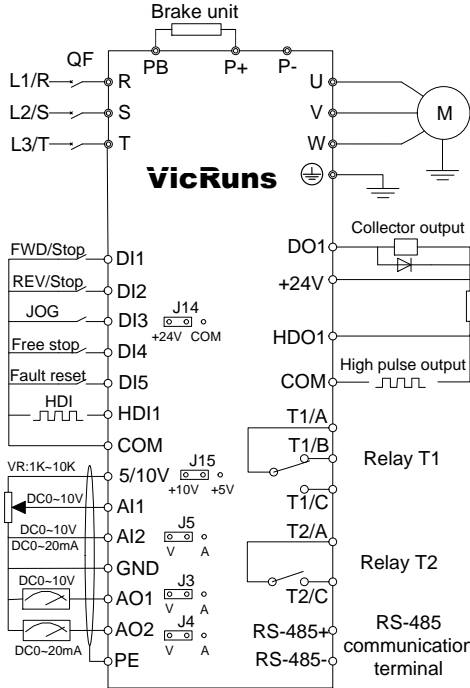 Brake unit
QF PB P+ P-
L1/R R U
L2/S S V M
L3/T T W
VicRuns
Collector output
FWD/Stop DI1 DO1
REV/Stop DI2 +24V
JOG DI3 J14
+24V COM
HDO1
Free stop DI4
High pulse output
Fault reset DI5 COM
HDI HDI1 T1/A
COM T1/B Relay T1
VR:1K~10K 5/10V J15
+10V +5V
T1/C
DC0~10V AI1
T2/A
DC0~10V AI2 J5
DC0~20mA V A
Relay T2
GND
DC0~10V AO1 J3
V A
T2/C
AO2 J4
V A
DC0~20mA
RS-485+ RS-485
PE RS-485- communication
terminal